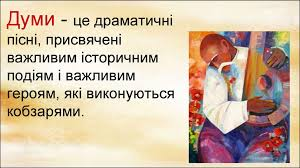 Думи - це драматичні
пісні, присвячені
важливим історичним
подіям і важливим
героям, які виконуються
кобзарями.